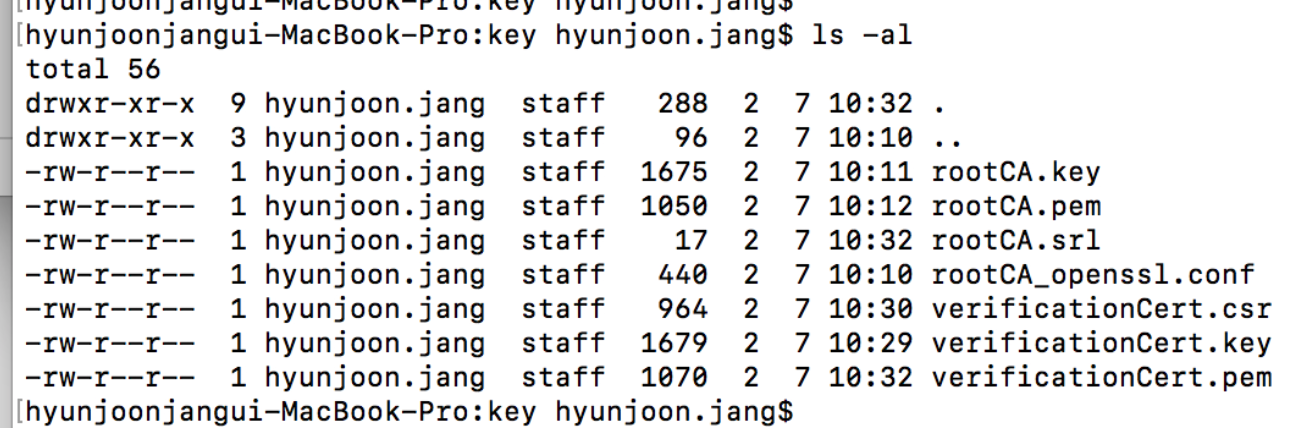 [hyunjoonjangui-MacBook-Pro:key hyunjoon.jang$
[hyunjoonjangui-MacBook-Pro:key hyunjoon.jang$ ls -al
total 56
drwxr-xr-x  9 hyunjoon.jang  staff   288  2  7 10:32 .
drwxr-xr-x  3 hyunjoon.jang  staff    96  2  7 10:10 ..
-rw-r--r--  1 hyunjoon.jang  staff  1675  2  7 10:11 rootCA.key
-rw-r--r--  1 hyunjoon.jang  staff  1050  2  7 10:12 rootCA.pem
-rw-r--r--  1 hyunjoon.jang  staff    17  2  7 10:32 rootCA.srl
-rw-r--r--  1 hyunjoon.jang  staff   440  2  7 10:10 rootCA_openssl.conf
-rw-r--r--  1 hyunjoon.jang  staff   964  2  7 10:30 verificationCert.csr
-rw-r--r--  1 hyunjoon.jang  staff  1679  2  7 10:29 verificationCert.key
-rw-r--r--  1 hyunjoon.jang  staff  1070  2  7 10:32 verificationCert.pem
[hyunjoonjangui-MacBook-Pro:key hyunjoon.jang$